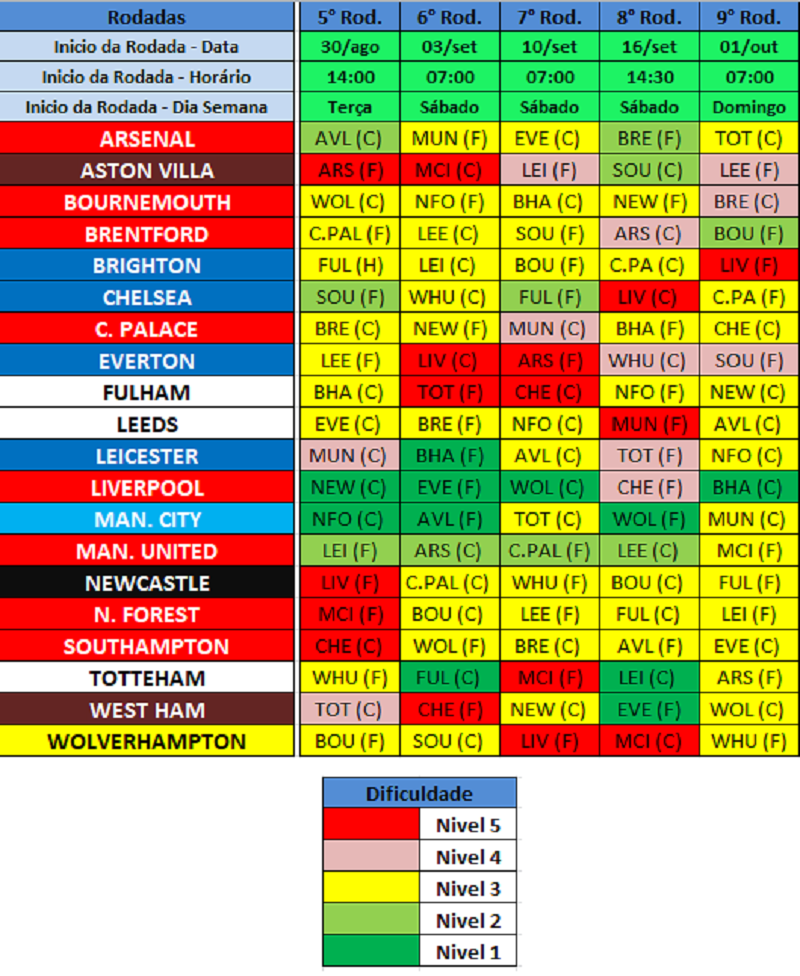 Rodadas 5º Rod. 6º Rod. 7º Rod. 8º Rod. 9º Rod.
Inicio da Rodada - Data 30/ago 03/set 10/set 16/set 01/out
Inicio da Rodada - Horário 14:00 07:00 07:00 14:30 07:00
Inicio da Rodada - Dia Semana Terça Sábado Sábado Sábado Domingo
ARSENAL AVL (C) MUN (F) EVE (C) BRE (F) TOT (C)
ASTON VILLA ARS (F) MCI (C) LEI (F) SOU (C) LEE (F)
BOURNEMOUTH WOL (C) NFO (F) BHA (C) NEW (F) BRE (C)
BRENTFORD C.PAL (F) LEE (C) SOU (F) ARS (C) BOU (F)
BRIGHTON FUL (H) LEI (C) BOU (F) C.PA (C) LIV (F)
CHELSEA SOU (F) WHU (C) FUL (F) LIV (C) C.PA (F)
C. PALACE BRE (C) NEW (F) MUN (C) BHA (F) CHE (C)
EVERTON LEE (F) LIV (C) ARS (F) WHU (C) SOU (F)
FULHAM BHA (C) TOT (F) CHE (C) NFO (F) NEW (C)
LEEDS EVE (C) BRE (F) NFO (C) MUN (F) AVL (C)
LEICESTER MUN (C) BHA (F) AVL (C) TOT (F) NFO (C)
LIVERPOOL NEW (C) EVE (F) WOL (C) CHE (F) BHA (C)
MAN. CITY NFO (C) AVL (F) TOT (C) WOL (F) MUN (C)
MAN. UNITED LEI (F) ARS (C) C.PAL (F) LEE (C) MCI (F)
NEWCASTLE LIV (F) C.PAL (C) WHU (F) BOU (C) FUL (F)
N. FOREST MCI (F) BOU (C) LEE (F) FUL (C) LEI (F)
SOUTHAMPTON CHE (C) WOL (F) BRE (C) AVL (F) EVE (C)
TOTTEHAM WHU (F) FUL (C) MCI (F) LEI (C) ARS (F)
WEST HAM TOT (C) CHE (F) NEW (C) EVE (F) WOL (C)
WOLVERHAMPTON BOU (F) SOU (C) LIV (F) MCI (C) WHU (F)
Dificuldade
Nivel 5
Nivel 4
Nivel 3
Nivel 2
Nivel 1